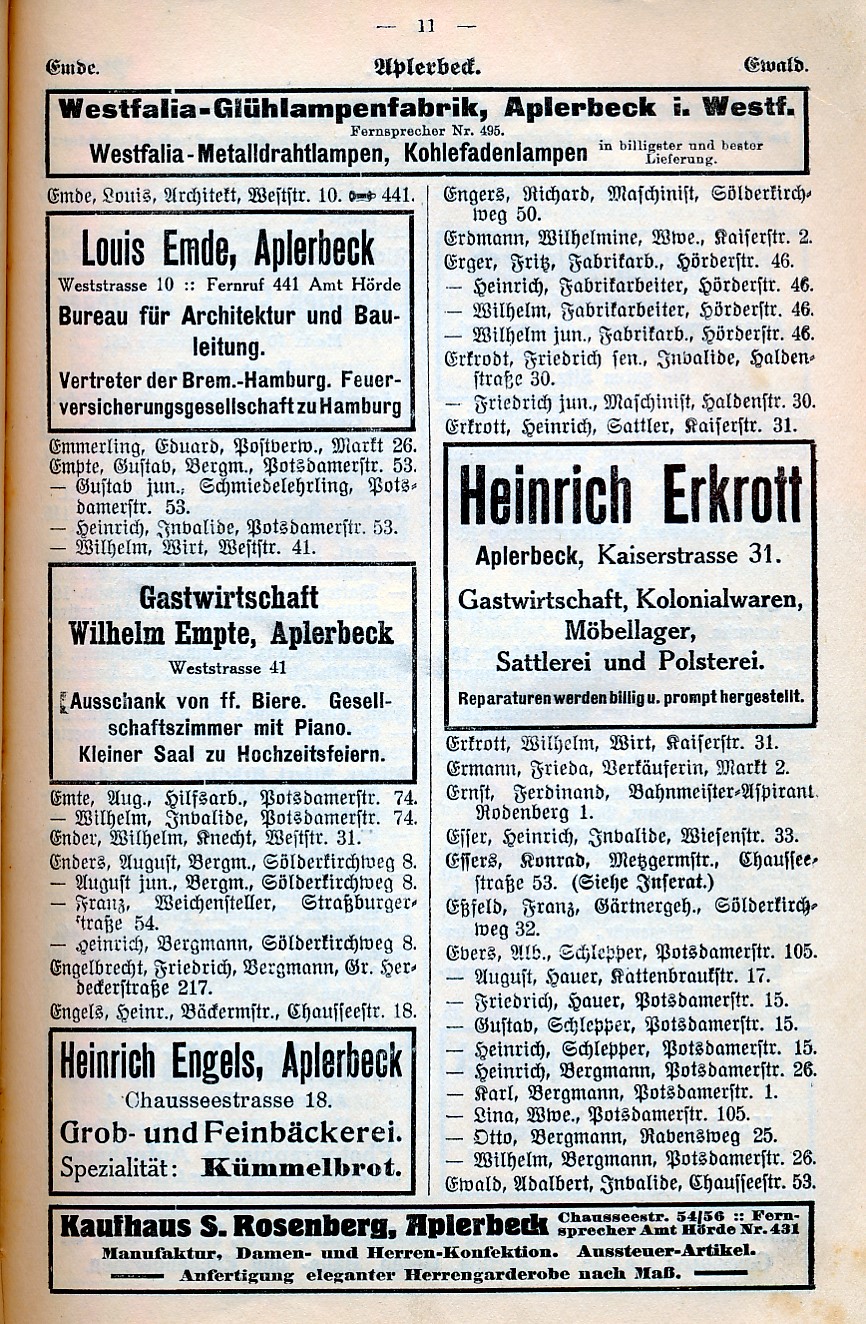 — 11 —
Emde. Aplerbeck. Ewald.
Westfalia-Glühlampenfabrik, Aplerbeck i. Westf.
Fernsprecher Nr. 495.
Westfalia-Metalldrahtlampen, Kohlefadenlampen in billigster und bester
Lieferung.
Emde, Louis, Architekt, Weststr. 10. 441.
Louis Emde, Aplerbeck
Weststrasse 10 :: Fernruf 441 Amt Hörde
Bureau für Architektur und Bau-
leitung.
Vertreter der Brem.-Hamburg. Feuer-
versicherungsgesellschaft zu Hamburg
Emmerling, Eduard, Postverw., Markt 26.
Empte, Gustav, Bergm., Potsdamerstr. 53.
— Gustav jun., Schmiedelehrling, Pots-
damerstr. 53.
— Heinrich, Invalide, Potsdamerstr. 53.
— Wilhelm, Wirt, Weststr. 41.
Gastwirtschaft
Wilhelm Empte, Aplerbeck
Weststrasse 41
Ausschank von ff. Biere. Gesell-
schaftszimmer mit Piano.
Kleiner Saal zu Hochzeitsfeiern.
Emte, Aug., Hilfsarb., Potsdamerstr. 74.
— Wilhelm, Invalide, Potsdamerstr. 74.
Ender, Wilhelm, Knecht, Weststr. 31.
Enders, August, Bergm., Sölderkirchweg 8.
— August jun., Bergm., Sölderkirchweg 8.
— Franz, Weichensteller, Straßburger-
straße 54.
— Heinrich, Bergmann, Sölderkirchweg 8.
Engelbrecht, Friedrich, Bergmann, Gr. Her-
deckerstraße 217.
Engels, Heinr., Bäckermstr., Chausseestr. 18.
Heinrich Engels, Aplerbeck
Chausseestrasse 18.
Grob- und Feinbäckerei.
Spezialität: Kümmelbrot.
Engers, Richard, Maschinist, Sölderkirch-
weg 50.
Erdmann, Wilhelmine, Wwe., Kaiserstr. 2.
Erger, Fritz, Fabrikarb., Hörderstr. 46.
— Heinrich, Fabrikarbeiter, Hörderstr. 46.
— Wilhelm, Fabrikarbeiter, Hörderstr. 46.
— Wilhelm jun., Fabrikarb., Hörderstr. 46.
Erkrodt, Friedrich sen., Invalide, Halden-
straße 30.
— Friedrich jun., Maschinist, Haldenstr. 30.
Erkrott, Heinrich, Sattler, Kaiserstr. 31.
Heinrich Erkrott
Aplerbeck, Kaiserstrasse 31.
Gastwirtschaft, Kolonialwaren,
Möbellager,
Sattlerei und Polsterei.
Reparaturen werden billig u. prompt hergestellt.
Erkrott, Wilhelm, Wirt, Kaiserstr. 31.
Ermann, Frieda, Verkäuferin, Markt 2.
Ernst, Ferdinand, Bahnmeister-Aspirant.
Rodenberg 1.
Esser, Heinrich, Invalide, Wiesenstr. 33.
Essers, Konrad, Metzgermstr., Chaussee-
straße 53. (Siehe Inserat.)
Eßfeld, Franz, Gärtnergeh., Sölderkirch-
weg 32.
Evers, Alb., Schlepper, Potsdamerstr. 105.
— August, Hauer, Kattenbraukstr. 17.
— Friedrich, Hauer, Potsdamerstr. 15.
— Gustav, Schlepper, Potsdamerstr. 15.
— Heinrich, Schlepper, Potsdamerstr. 15.
— Heinrich, Bergmann, Potsdamerstr. 26.
— Karl, Bergmann, Potsdamerstr. 1.
— Lina, Wwe., Potsdamerstr. 105.
— Otto, Bergmann, Rabensweg 25.
— Wilhelm, Bergmann, Potsdamerstr. 26.
Ewald, Adalbert, Invalide, Chausseestr. 53.
Kaufhaus S. Rosenberg, Aplerbeck Chausseestr. 54/56 :: Fern-
sprecher Amt Hörde Nr. 431
Manufaktur, Damen- und Herren-Konfektion. Aussteuer-Artikel.
Anfertigung eleganter Herrengarderobe nach Maß.